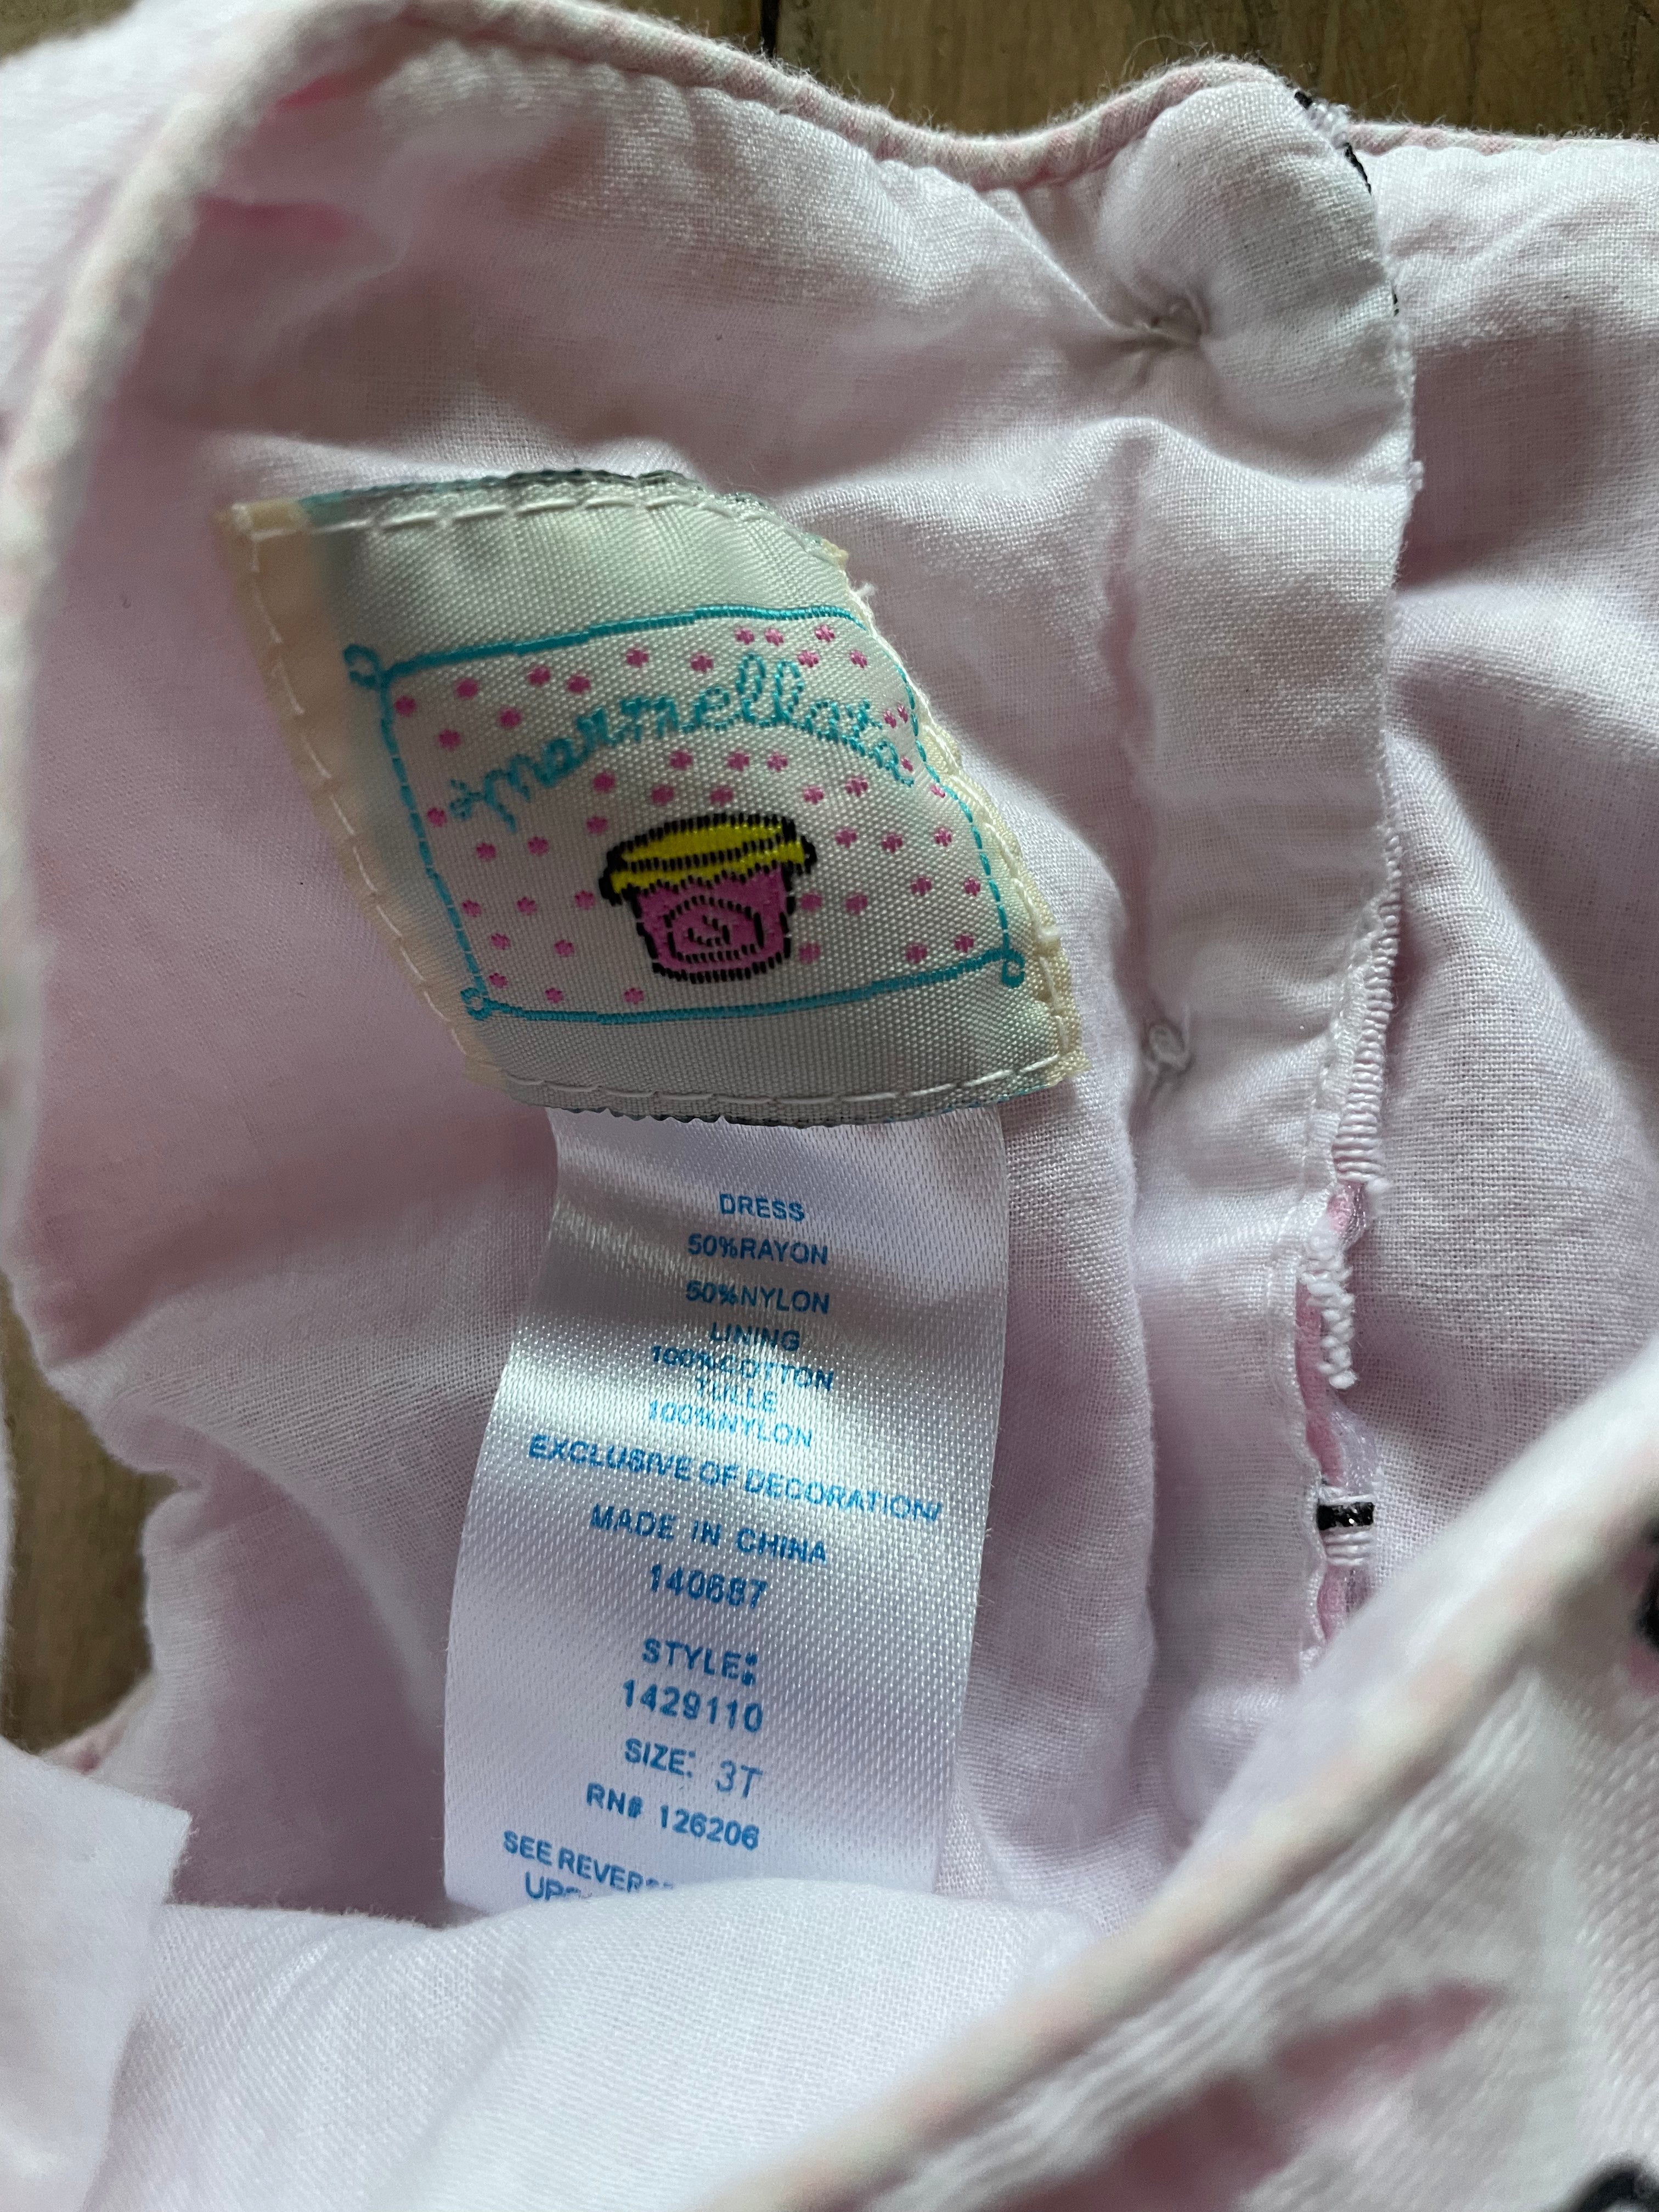 marmellata
DRESS
50%RAYON
50%NYLON
LINING
100%COTTON
TULLE
100%NYLON
EXCLUSIVE OF DECORATION/
MADE IN CHINA
140687
STYLE:
1429110
SIZE: 3T
RN# 126206
SEE